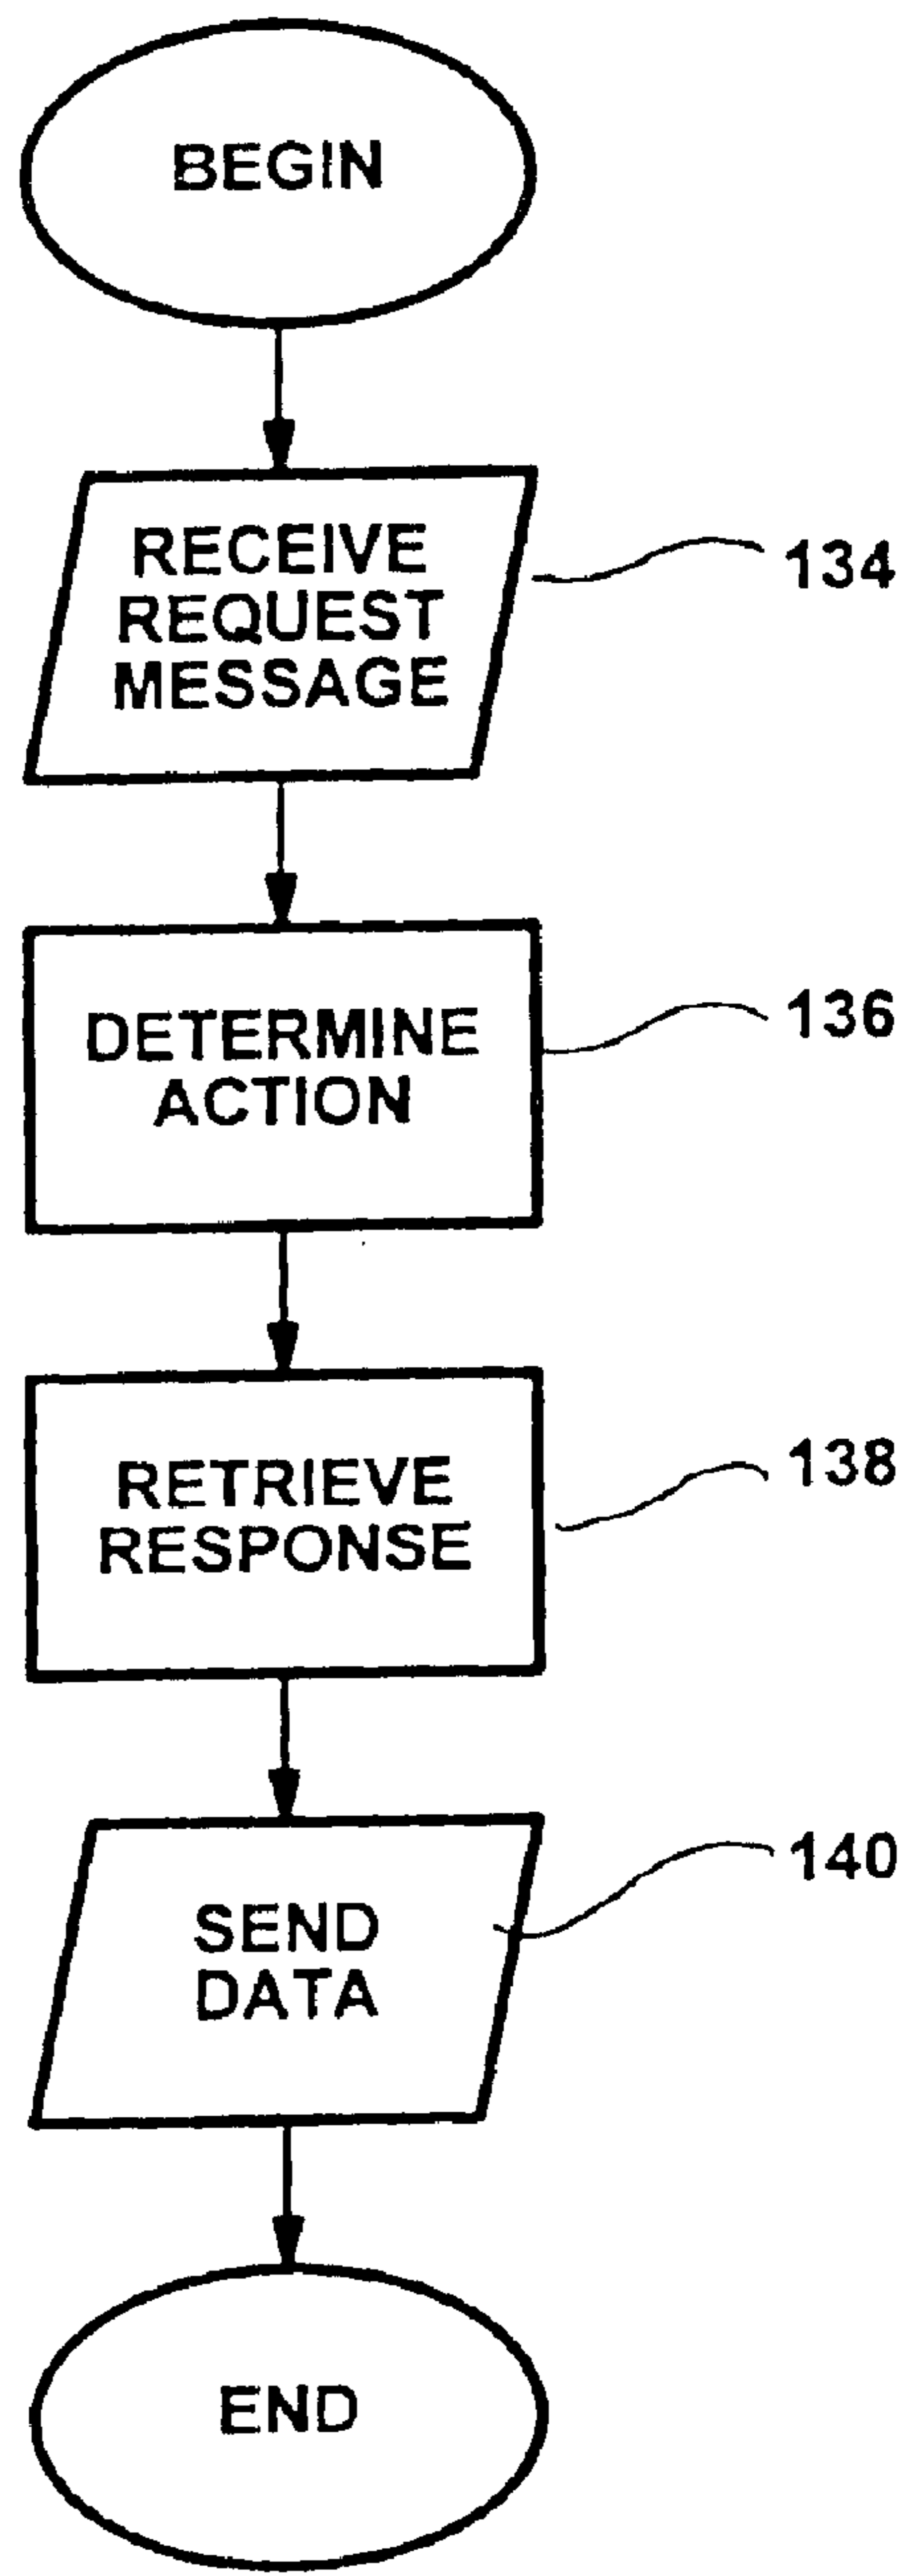 BEGIN
RECEIVE
REQUEST
MESSAGE
134
DETERMINE
ACTION
136
RETRIEVE
RESPONSE
138
SEND
DATA
140
END